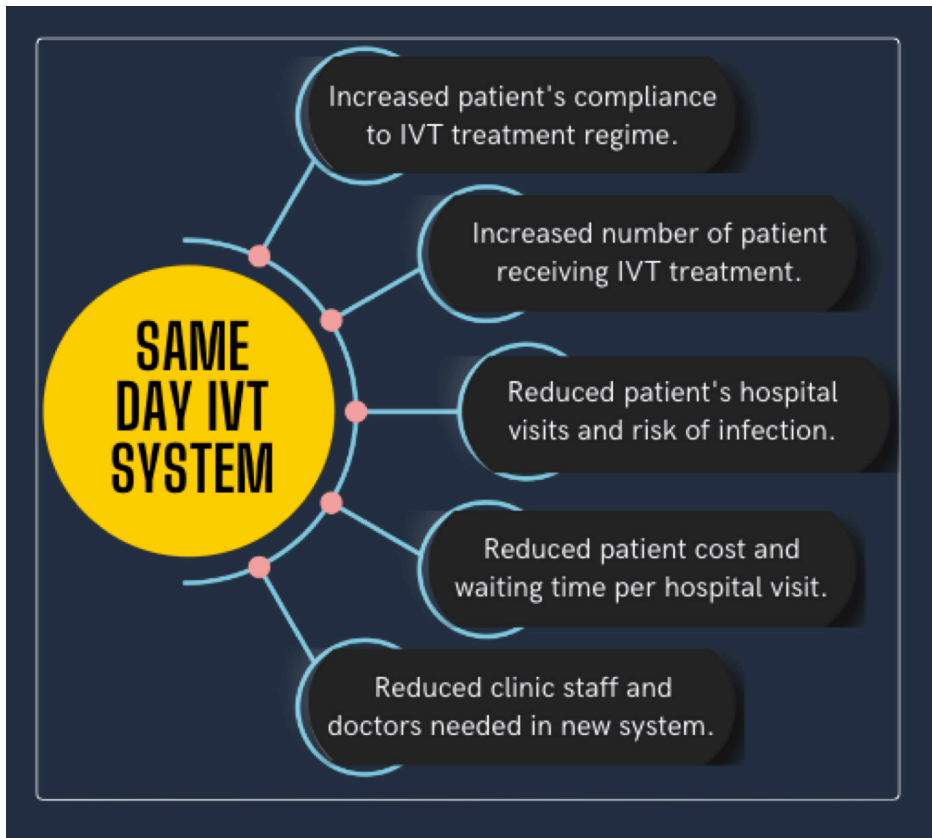 Increased patient's compliance
to IVT treatment regime.
Increased number of patient
receiving IVT treatment.
SAME
DAY IVT
SYSTEM
Reduced patient's hospital
visits and risk of infection.
Reduced patient cost and
waiting time per hospital visit.
Reduced clinic staff and
doctors needed in new system.